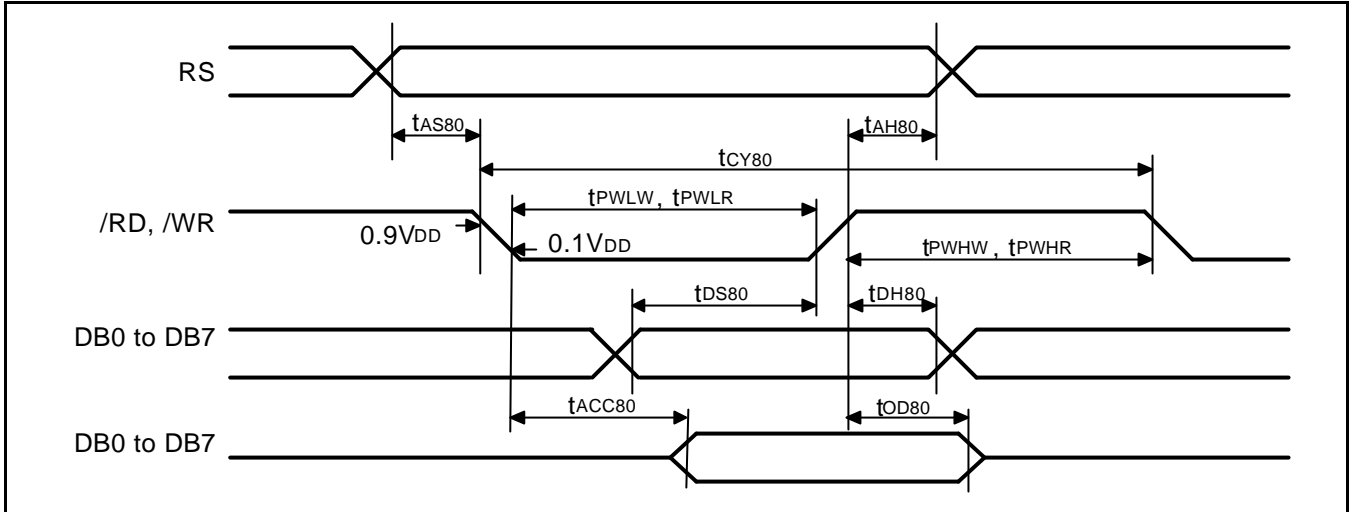 RS
tAS80
tAH80
tCY80
/RD, /WR
tPWLW, tPWLR
0.9VDD
0.1VDD
tPWHW, tPWHR
tDS80
tDH80
DB0 to DB7
tACC80
tOD80
DB0 to DB7